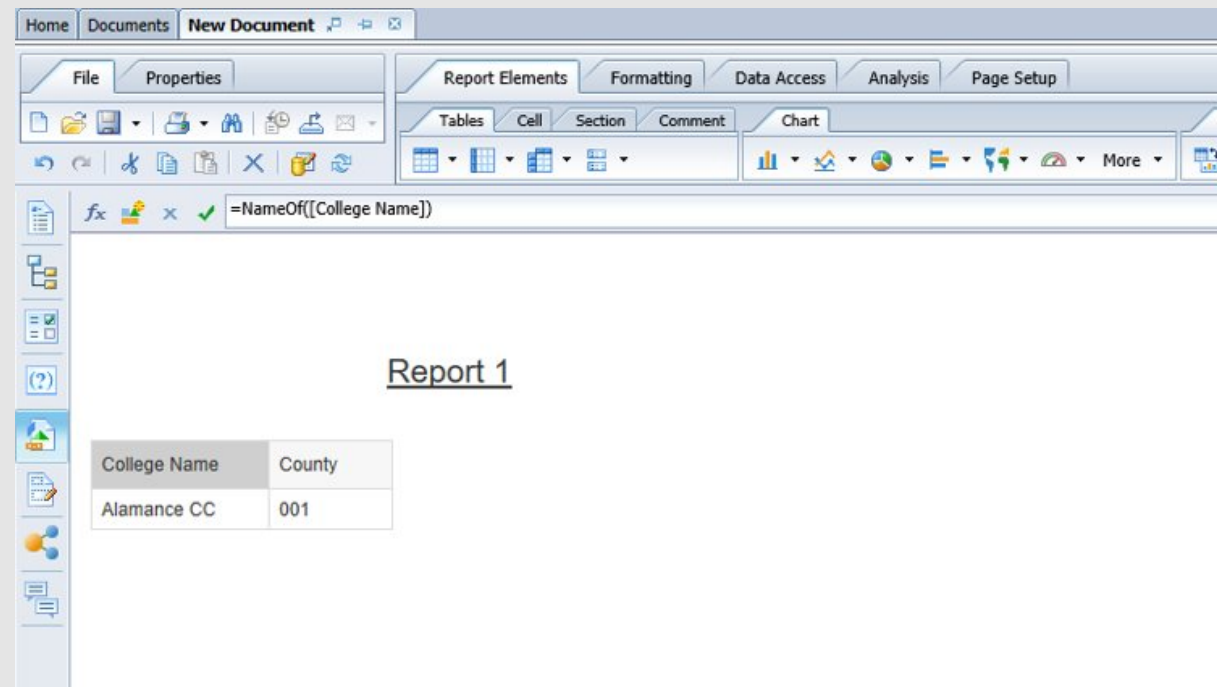 Home Documents New Document
File Properties Report Elements Formatting Data Access Analysis Page Setup
Tables Cell Section Comment Chart
More
fx =NameOf([College Name])
(?)
Report 1
College Name County
Alamance CC 001